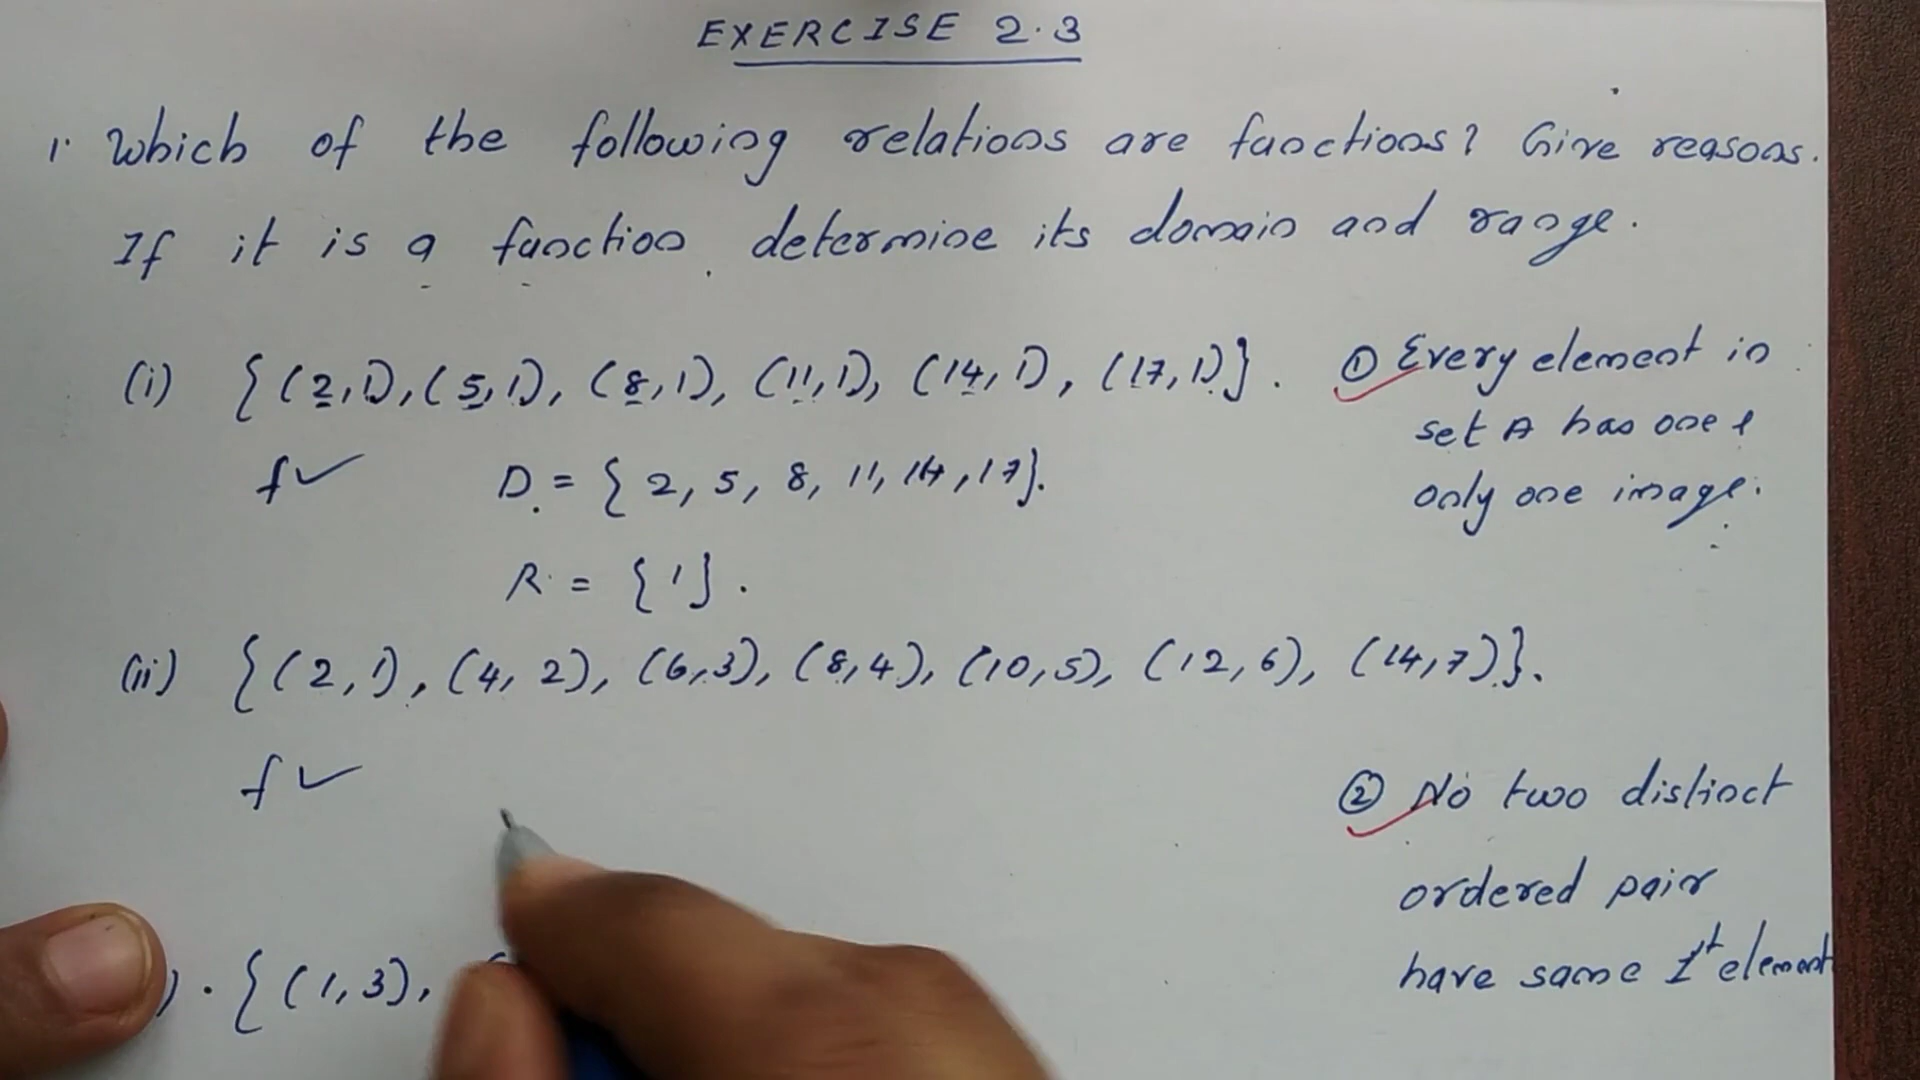 EXERCISE 2.3
1. Which of the following relations are functions? Give reasons.
If it is a function, determine its domain and range.
(i) {(2,1),(5,1), (8,1), (11,1), (14,1), (17,1)}. ① Every element in
set A has one &
f✓ D = { 2, 5, 8, 11, 14, 17}.
only one image.
R = {1}.
(ii) {(2,1), (4,2), (6,3), (8,4), (10,5), (12,6), (14,7)}.
f✓ ② No two distinct
ordered pair
have same 1st element
) . {(1,3),